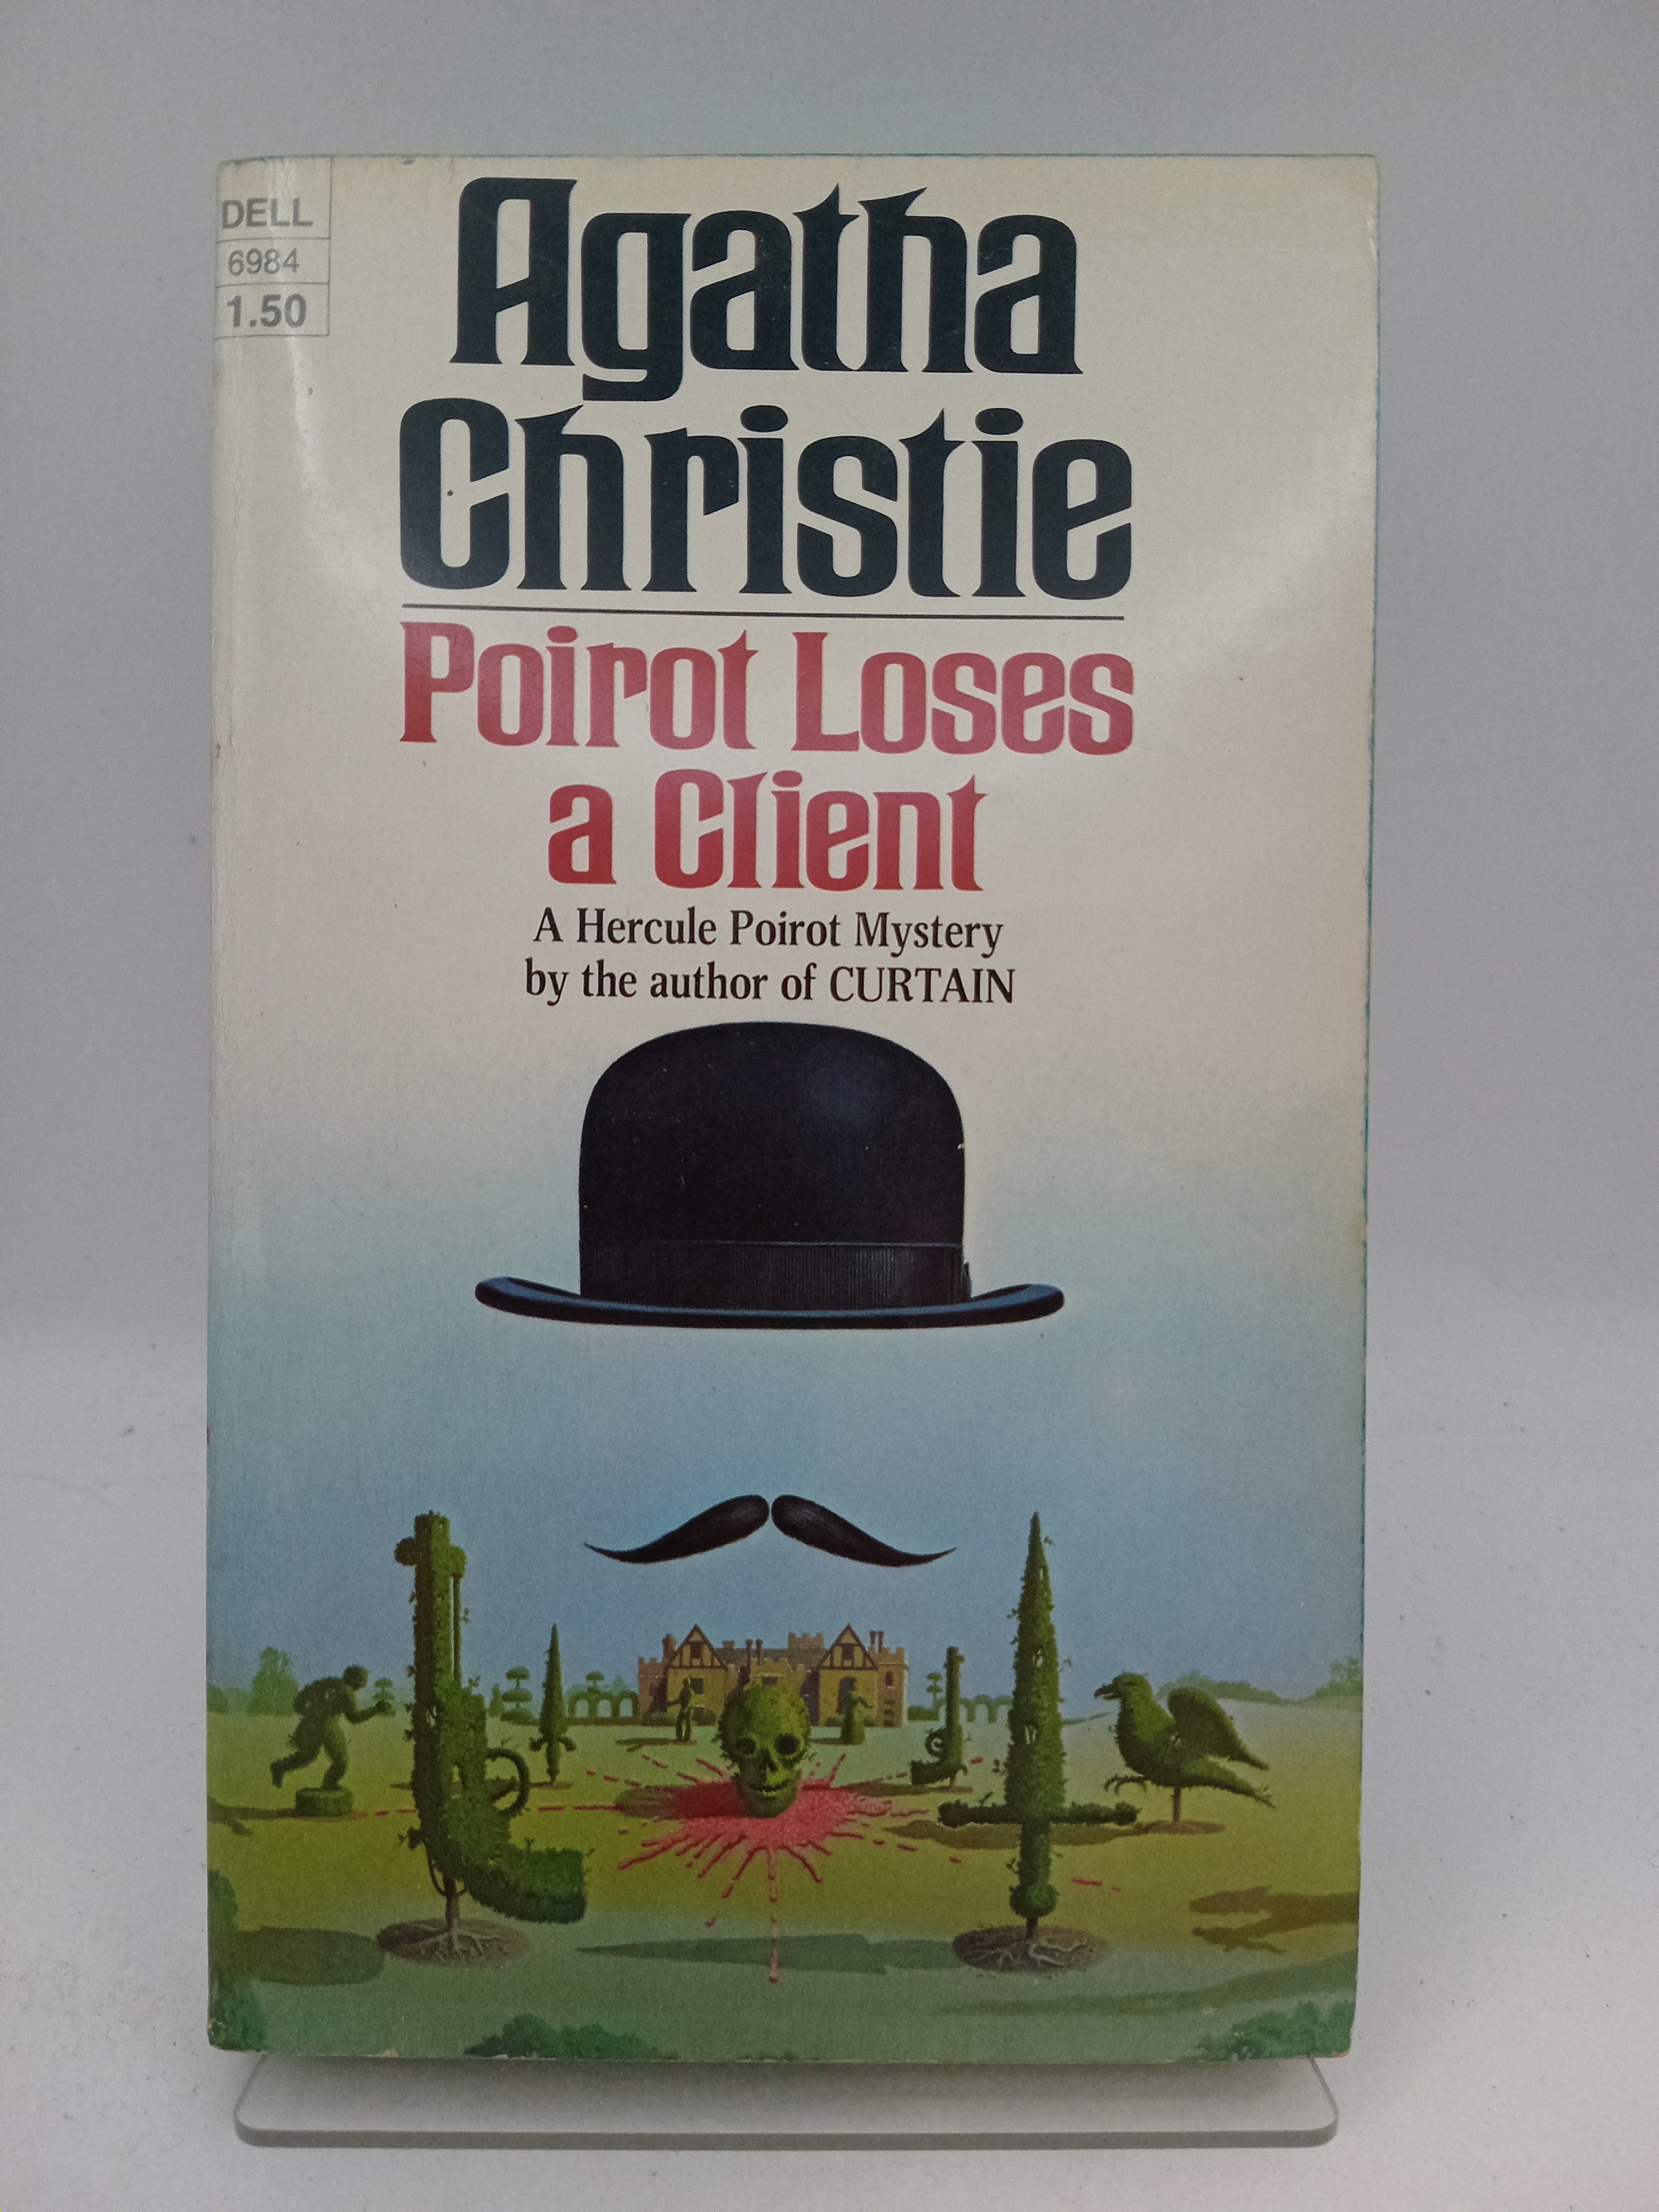 DELL
6984
1.50
Agatha
Christie
Poirot Loses
a Client
A Hercule Poirot Mystery
by the author of CURTAIN